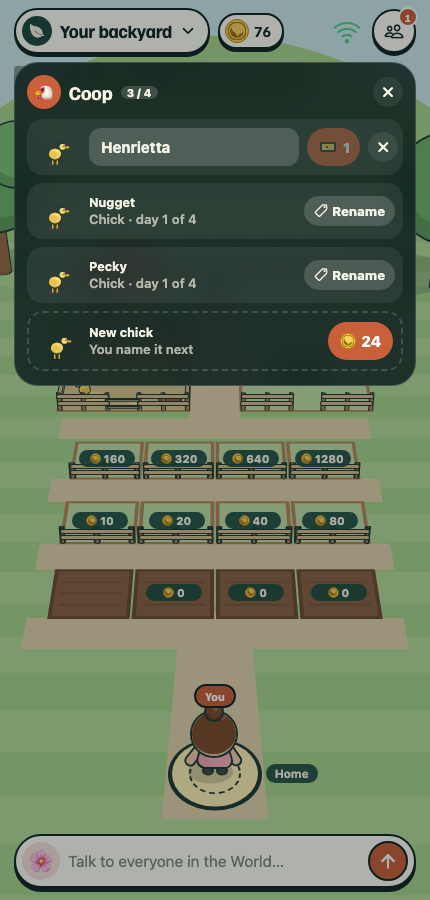 Your backyard
76
1
Coop
3 / 4
Henrietta
1
Nugget
Chick · day 1 of 4
Rename
Pecky
Chick · day 1 of 4
Rename
New chick
You name it next
24
160
320
640
1280
10
20
40
80
0
0
0
You
Home
Talk to everyone in the World...